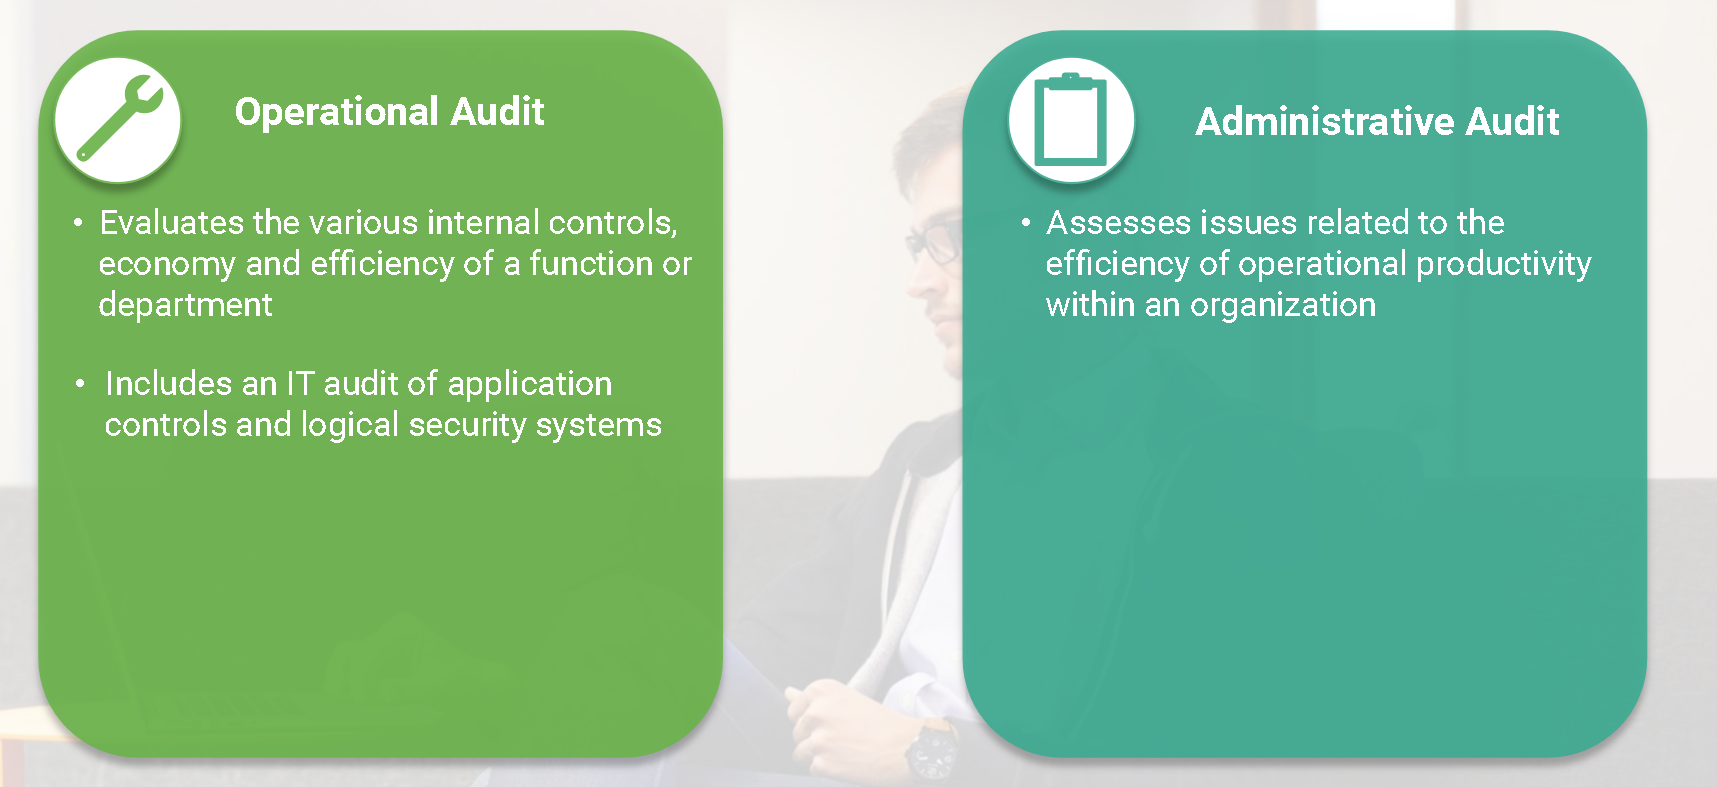 Operational Audit
• Evaluates the various internal controls,
economy and efficiency of a function or
department
• Includes an IT audit of application
controls and logical security systems
Administrative Audit
• Assesses issues related to the
efficiency of operational productivity
within an organization